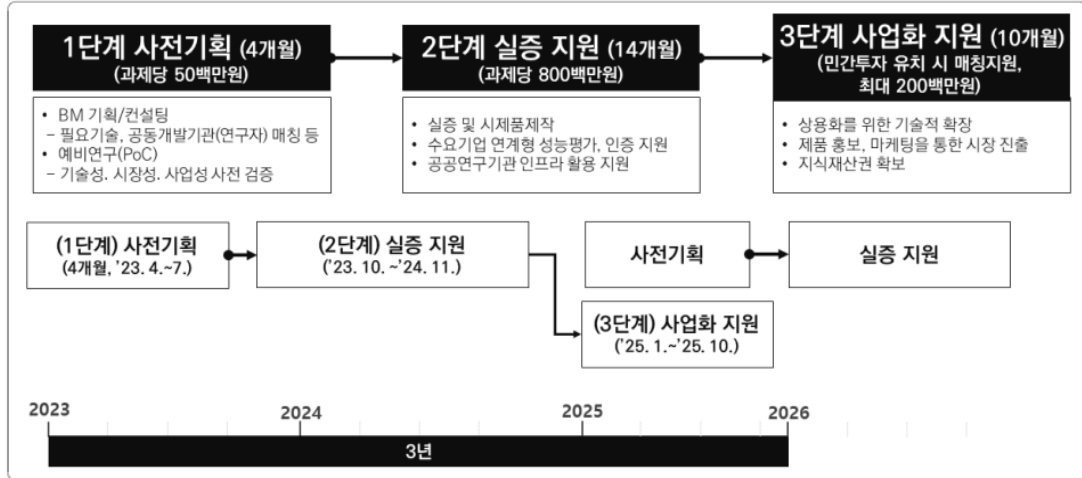 1단계 사전기획 (4개월)
(과제당 50백만원)
• BM 기획/컨설팅
– 필요기술, 공동개발기관(연구자) 매칭 등
• 예비연구(PoC)
– 기술성. 시장성. 사업성 사전 검증
2단계 실증 지원 (14개월)
(과제당 800백만원)
• 실증 및 시제품제작
• 수요기업 연계형 성능평가, 인증 지원
• 공공연구기관 인프라 활용 지원
3단계 사업화 지원 (10개월)
(민간투자 유치 시 매칭지원,
최대 200백만원)
• 상용화를 위한 기술적 확장
• 제품 홍보, 마케팅을 통한 시장 진출
• 지식재산권 확보
(1단계) 사전기획
(4개월, ’23. 4.~7.)
(2단계) 실증 지원
(’23. 10. ~’24. 11.)
사전기획
실증 지원
(3단계) 사업화 지원
(’25. 1.~’25. 10.)
2023
2024
2025
2026
3년